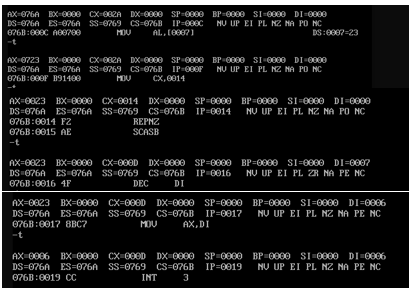 AX=076A  BX=0000  CX=002A  DX=0000  SP=0000  BP=0000  SI=0000  DI=0000
DS=076A  ES=076A  SS=0769  CS=076B  IP=000C   NV UP EI PL NZ NA PO NC
076B:000C A00700        MOV     AL,[0007]                          DS:0007=23
-t
AX=0723  BX=0000  CX=002A  DX=0000  SP=0000  BP=0000  SI=0000  DI=0000
DS=076A  ES=076A  SS=0769  CS=076B  IP=000F   NV UP EI PL NZ NA PO NC
076B:000F B91400        MOV     CX,0014
-t
AX=0023  BX=0000  CX=0014  DX=0000  SP=0000  BP=0000  SI=0000  DI=0000
DS=076A  ES=076A  SS=0769  CS=076B  IP=0014   NV UP EI PL NZ NA PO NC
076B:0014 F2            REPNZ
076B:0015 AE            SCASB
-t
AX=0023  BX=0000  CX=000D  DX=0000  SP=0000  BP=0000  SI=0000  DI=0007
DS=076A  ES=076A  SS=0769  CS=076B  IP=0016   NV UP EI PL ZR NA PE NC
076B:0016 4F            DEC     DI
AX=0023  BX=0000  CX=000D  DX=0000  SP=0000  BP=0000  SI=0000  DI=0006
DS=076A  ES=076A  SS=0769  CS=076B  IP=0017   NV UP EI PL NZ NA PE NC
076B:0017 8BC7          MOV     AX,DI
-t
AX=0006  BX=0000  CX=000D  DX=0000  SP=0000  BP=0000  SI=0000  DI=0006
DS=076A  ES=076A  SS=0769  CS=076B  IP=0019   NV UP EI PL NZ NA PE NC
076B:0019 CC            INT     3